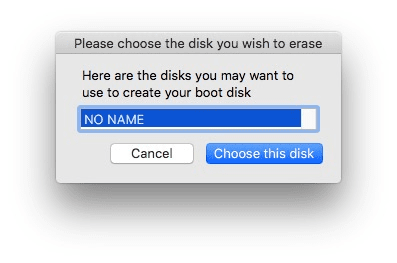 Please choose the disk you wish to erase
Here are the disks you may want to
use to create your boot disk
NO NAME
Cancel
Choose this disk